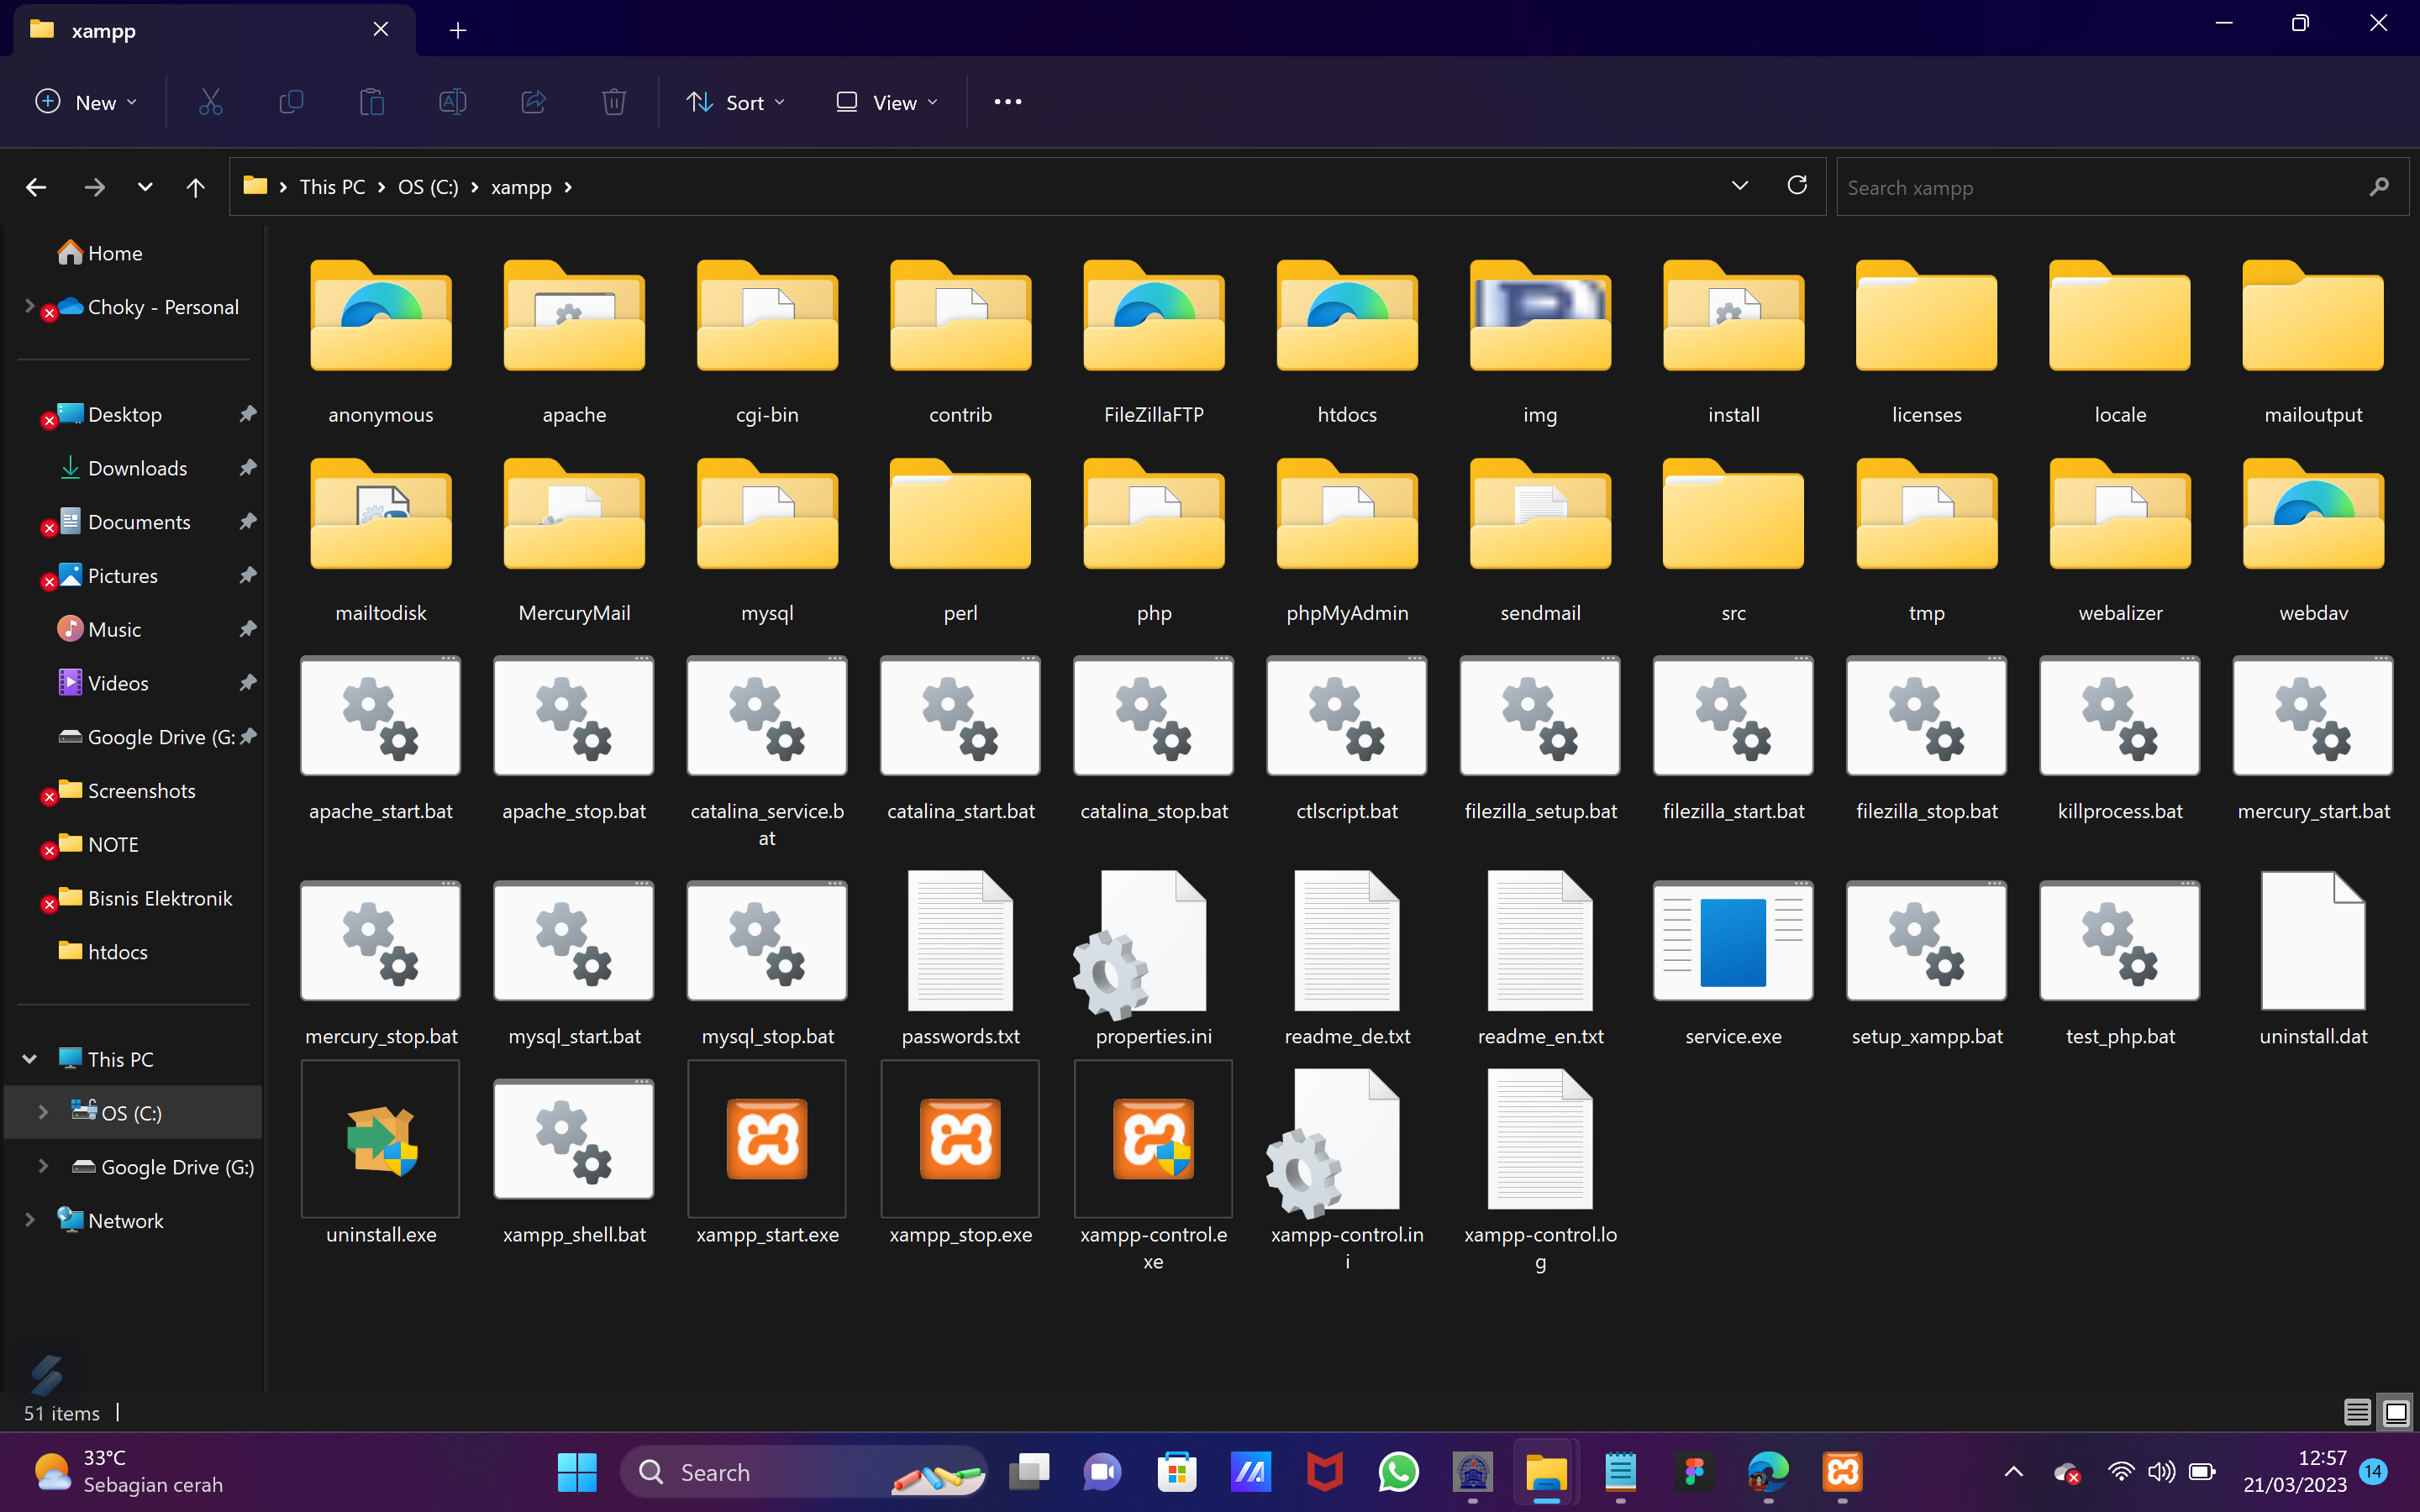 xampp
New
Sort
View
This PC
OS (C:)
xampp
Search xampp
Home
Choky - Personal
Desktop
Downloads
Documents
Pictures
Music
Videos
Google Drive (G:
Screenshots
NOTE
Bisnis Elektronik
htdocs
This PC
OS (C:)
Google Drive (G:)
Network
anonymous
apache
cgi-bin
contrib
FileZillaFTP
htdocs
img
install
licenses
locale
mailoutput
mailtodisk
MercuryMail
mysql
perl
php
phpMyAdmin
sendmail
src
tmp
webalizer
webdav
apache_start.bat
apache_stop.bat
catalina_service.b
at
catalina_start.bat
catalina_stop.bat
ctlscript.bat
filezilla_setup.bat
filezilla_start.bat
filezilla_stop.bat
killprocess.bat
mercury_start.bat
mercury_stop.bat
mysql_start.bat
mysql_stop.bat
passwords.txt
properties.ini
readme_de.txt
readme_en.txt
service.exe
setup_xampp.bat
test_php.bat
uninstall.dat
uninstall.exe
xampp_shell.bat
xampp_start.exe
xampp_stop.exe
xampp-control.e
xe
xampp-control.in
i
xampp-control.lo
g
51 items
33°C
Sebagian cerah
Search
12:57
21/03/2023
14